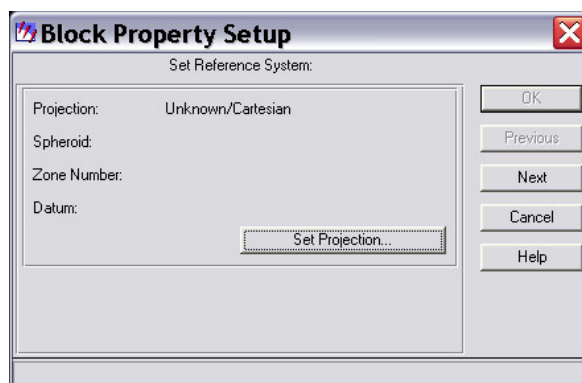 Block Property Setup
Set Reference System:
Projection: Unknown/Cartesian
Spheroid:
Zone Number:
Datum:
Set Projection...
OK
Previous
Next
Cancel
Help